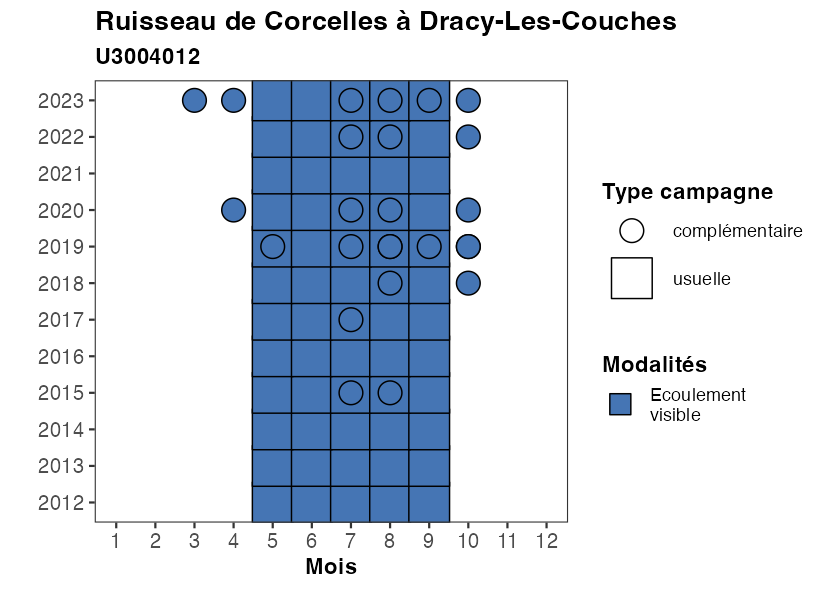 Ruisseau de Corcelles à Dracy-Les-Couches
U3004012
2023
2022
2021
2020
2019
2018
2017
2016
2015
2014
2013
2012
1 2 3 4 5 6 7 8 9 10 11 12
Mois
Type campagne
complémentaire
usuelle
Modalités
Ecoulement
visible